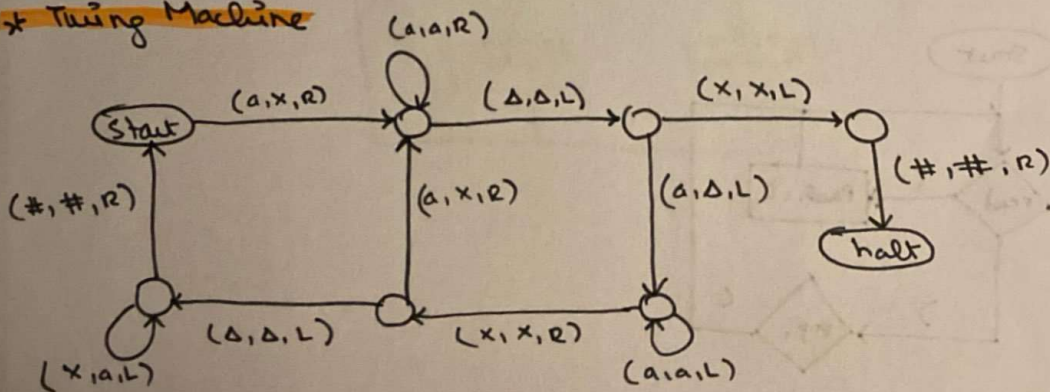 * Turing Machine
(a,a,R)
(a,x,R)
(Δ,Δ,L)
(x,x,L)
start
(#,#,R)
(a,x,R)
(a,Δ,L)
(#,#,R)
halt
(Δ,Δ,L)
(x,x,R)
(x,a,L)
(a,a,L)